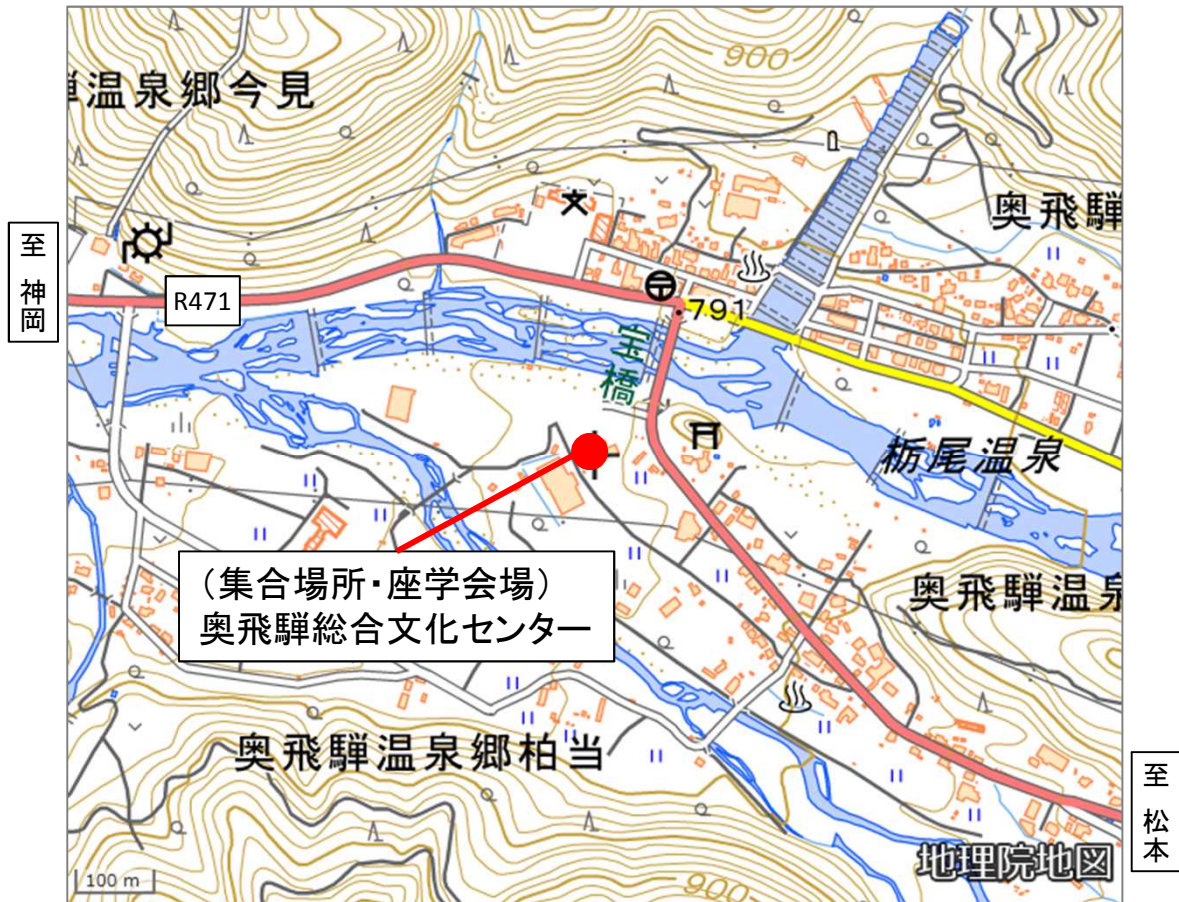 900
騨温泉郷今見
奥飛騨
至 神岡
R471
791
宝橋
栃尾温泉
(集合場所・座学会場)
奥飛騨総合文化センター
奥飛騨温泉
奥飛騨温泉郷柏当
至 松本
100 m
900
地理院地図